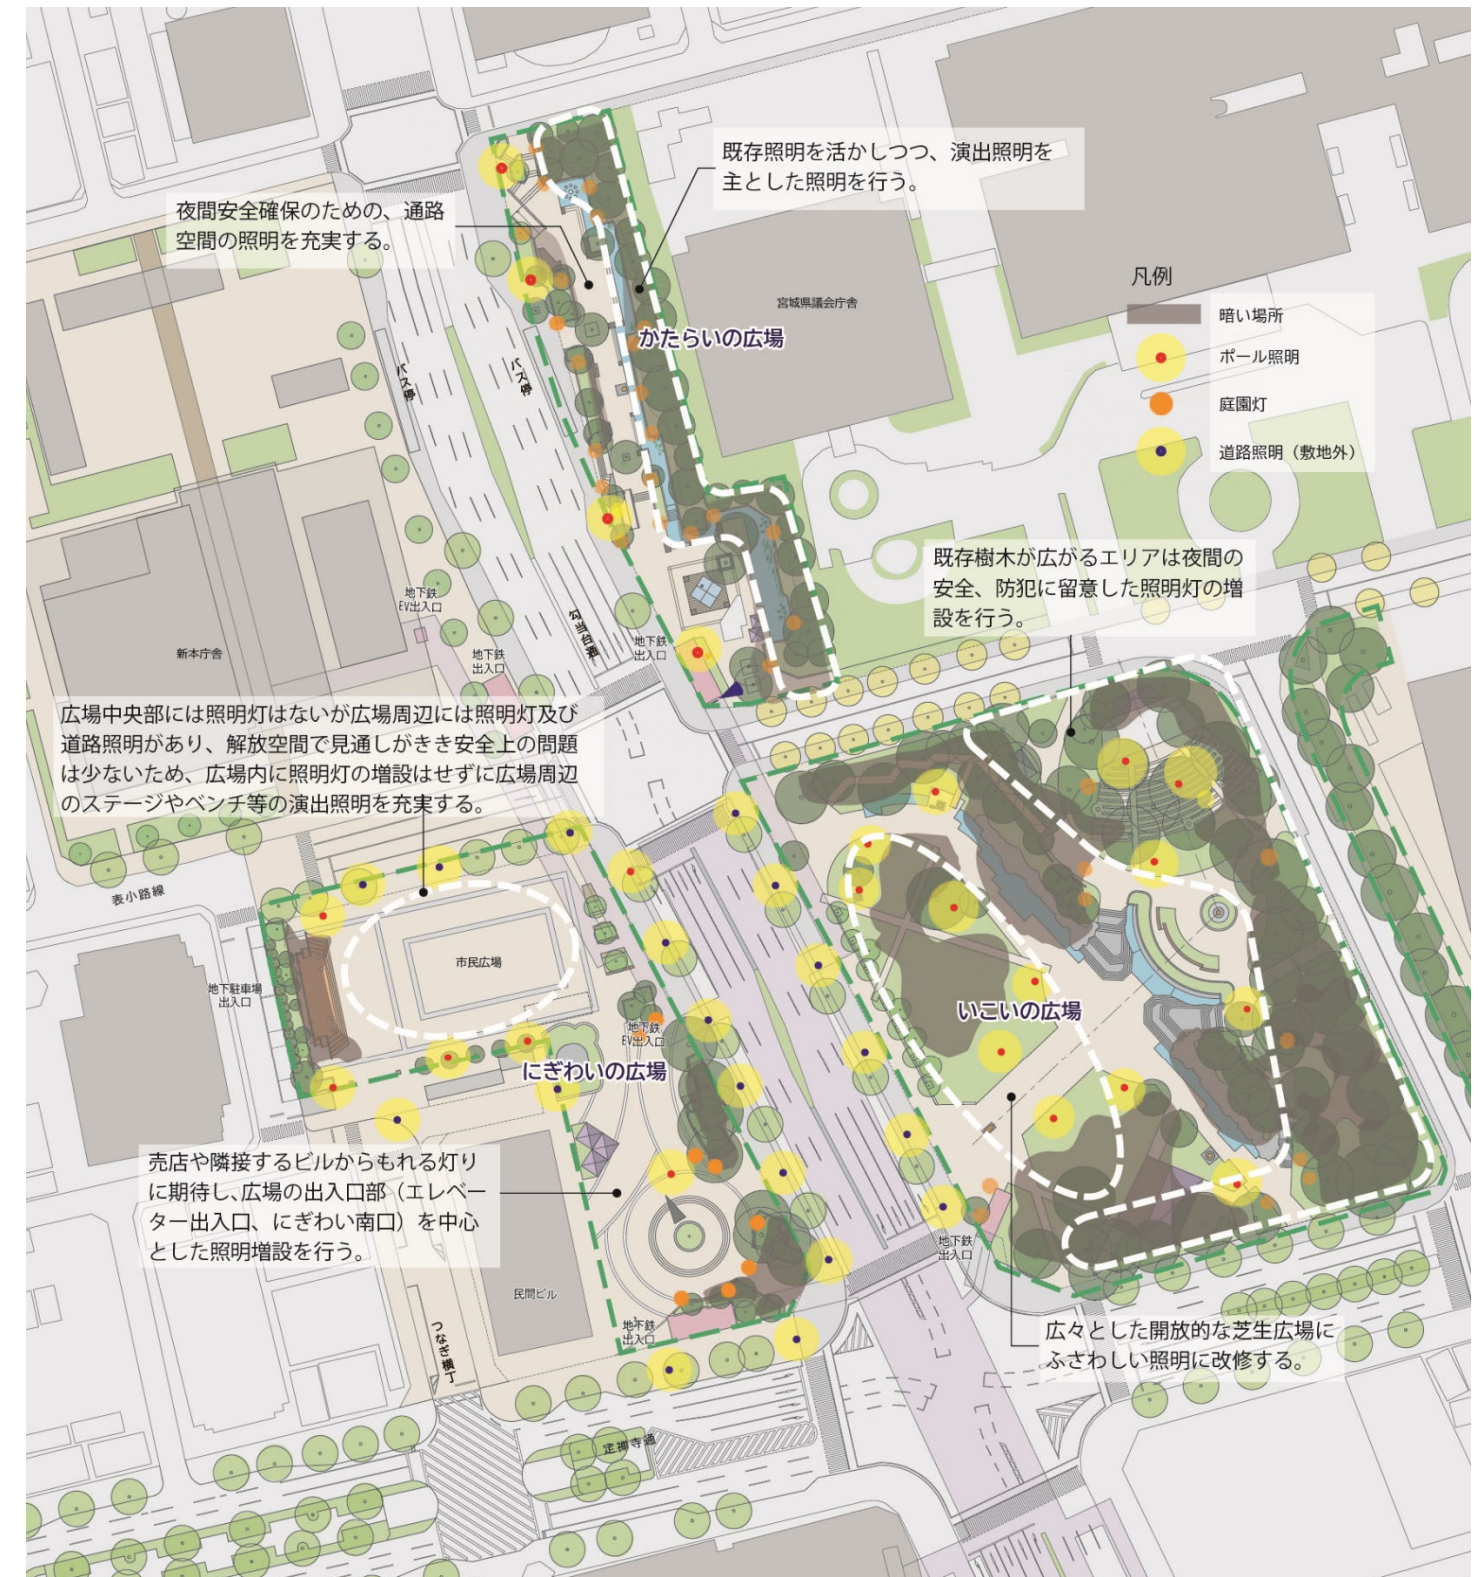 既存照明を活かしつつ、演出照明を
主とした照明を行う。
夜間安全確保のための、通路
空間の照明を充実する。
凡例
暗い場所
ポール照明
庭園灯
道路照明（敷地外）
宮城県議会庁舎
かたらいの広場
バス停
バス停
既存樹木が広がるエリアは夜間の
安全、防犯に留意した照明灯の増
設を行う。
地下鉄
EV出入口
勾当台通
地下鉄
出入口
地下鉄
出入口
新本庁舎
広場中央部には照明灯はないが広場周辺には照明灯及び
道路照明があり、解放空間で見通しがきき安全上の問題
は少ないため、広場内に照明灯の増設はせずに広場周辺
のステージやベンチ等の演出照明を充実する。
表小路線
市民広場
地下駐車場
出入口
いこいの広場
地下鉄
EV出入口
にぎわいの広場
売店や隣接するビルからもれる灯り
に期待し、広場の出入口部（エレベー
ター出入口、にぎわい南口）を中心
とした照明増設を行う。
地下鉄
出入口
民間ビル
地下鉄
出入口
つなぎ横丁
広々とした開放的な芝生広場に
ふさわしい照明に改修する。
定禅寺通